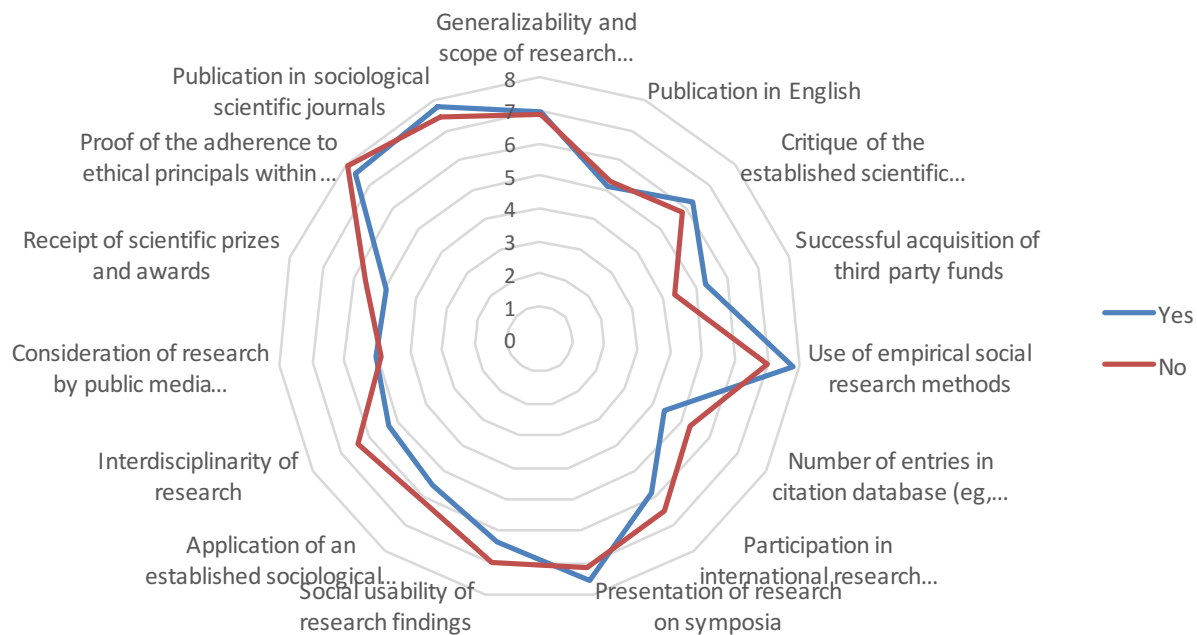 Generalizability and
scope of research...
Publication in English
Critique of the
established scientific...
Successful acquisition of
third party funds
Use of empirical social
research methods
Number of entries in
citation database (eg,...
Participation in
international research...
Presentation of research
on symposia
Social usability of
research findings
Application of an
established sociological...
Interdisciplinarity of
research
Consideration of research
by public media...
Receipt of scientific prizes
and awards
Proof of the adherence to
ethical principals within ...
Publication in sociological
scientific journals
8
7
6
5
4
3
2
1
0
Yes
No